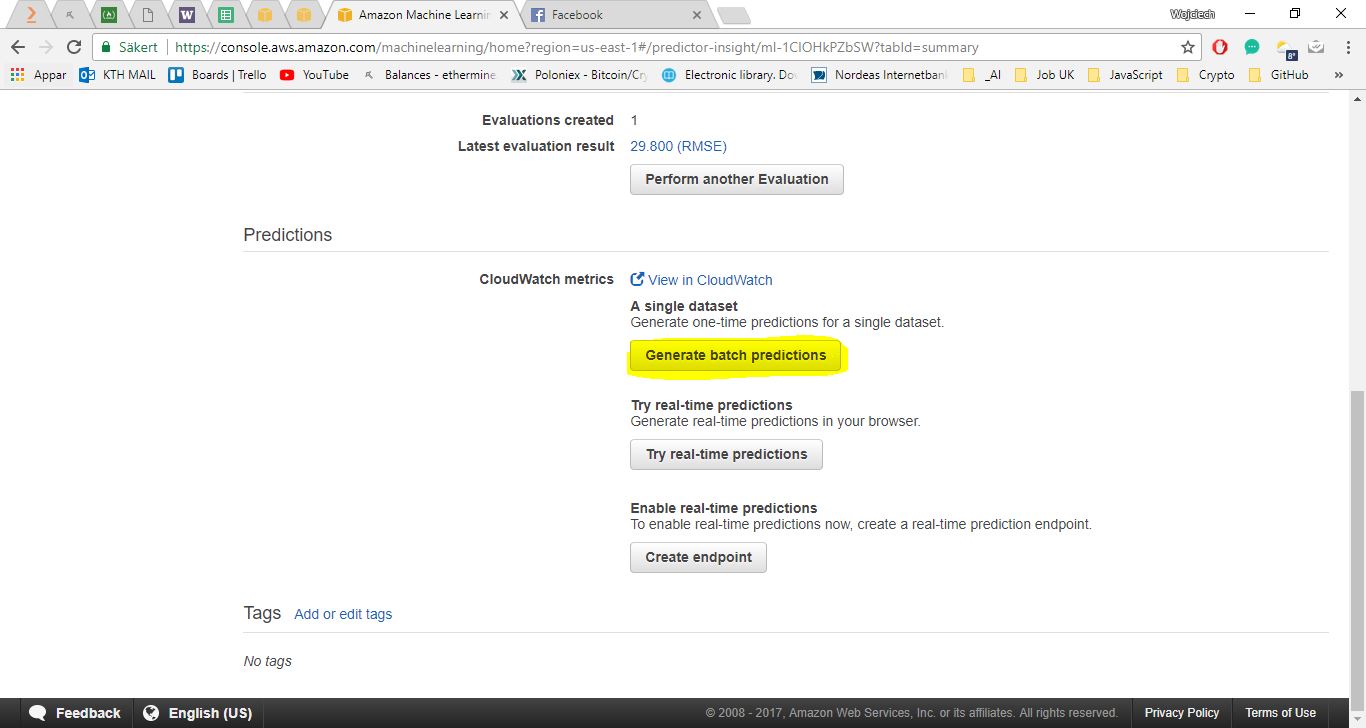 Amazon Machine Learnin
Facebook
Wojciech
Säkert
https://console.aws.amazon.com/machinelearning/home?region=us-east-1#/predictor-insight/ml-1ClOHkPZbSW?tabId=summary
8°
Appar
KTH MAIL
Boards | Trello
YouTube
Balances - ethermine
Poloniex - Bitcoin/Cry
Electronic library. Do
Nordeas Internetban
_AI
Job UK
JavaScript
Crypto
GitHub
»
Evaluations created 1
Latest evaluation result 29.800 (RMSE)
Perform another Evaluation
Predictions
CloudWatch metrics View in CloudWatch
A single dataset
Generate one-time predictions for a single dataset.
Generate batch predictions
Try real-time predictions
Generate real-time predictions in your browser.
Try real-time predictions
Enable real-time predictions
To enable real-time predictions now, create a real-time prediction endpoint.
Create endpoint
Tags Add or edit tags
No tags
Feedback
English (US)
© 2008 - 2017, Amazon Web Services, Inc. or its affiliates. All rights reserved.
Privacy Policy
Terms of Use